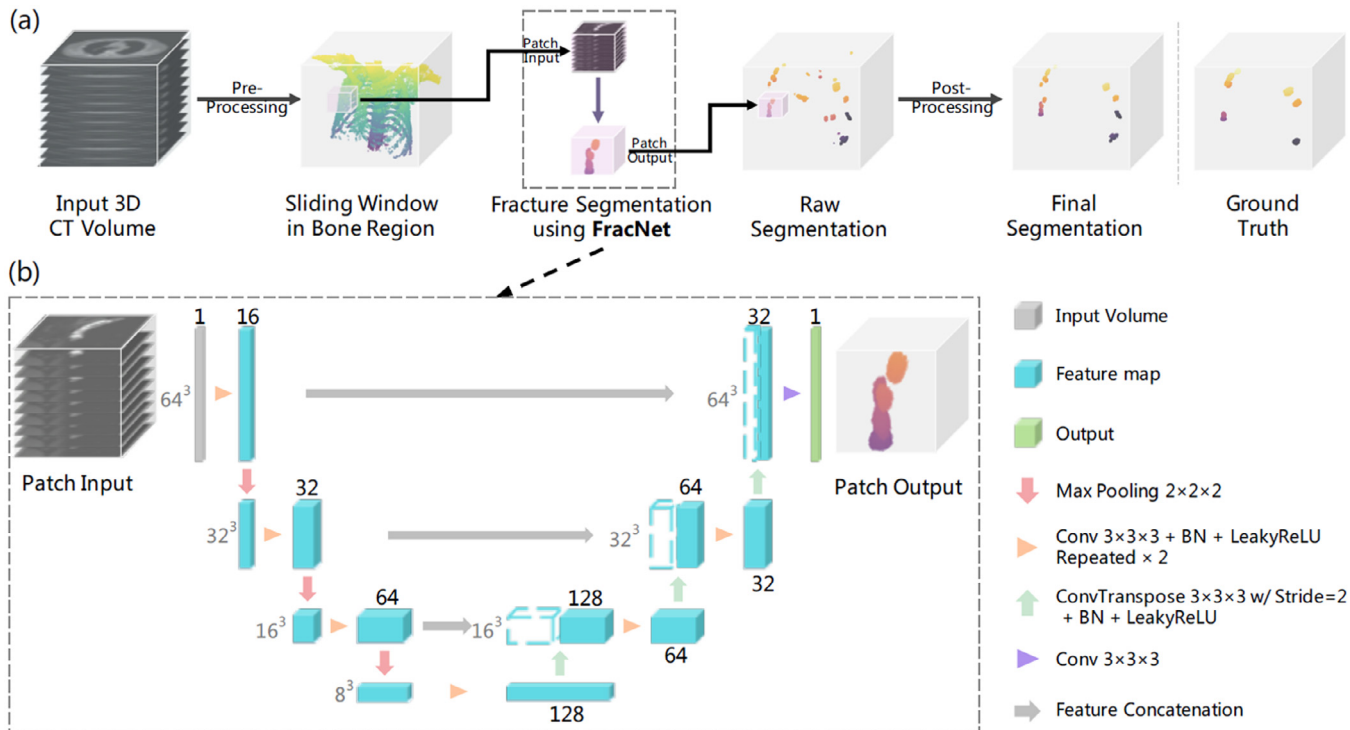 (a)
Pre-
Processing
Patch
Input
Patch
Output
Post-
Processing
Input 3D
CT Volume
Sliding Window
in Bone Region
Fracture Segmentation
using FracNet
Raw
Segmentation
Final
Segmentation
Ground
Truth
(b)
1
16
64³
Patch Input
32
1
64³
Patch Output
32³
32
32³
64
32
16³
64
16³
128
64
8³
128
Input Volume
Feature map
Output
Max Pooling 2×2×2
Conv 3×3×3 + BN + LeakyReLU
Repeated × 2
ConvTranspose 3×3×3 w/ Stride=2
+ BN + LeakyReLU
Conv 3×3×3
Feature Concatenation